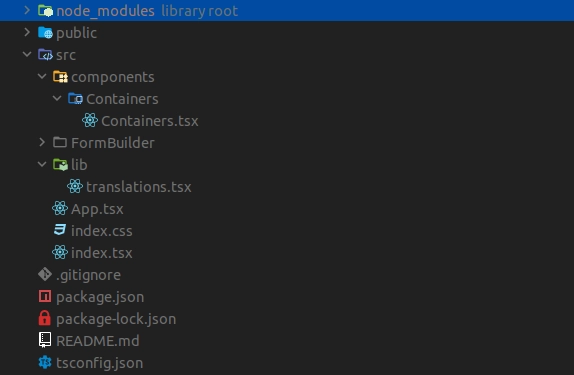 node_modules library root
public
src
components
Containers
Containers.tsx
FormBuilder
lib
translations.tsx
App.tsx
index.css
index.tsx
.gitignore
package.json
package-lock.json
README.md
tsconfig.json